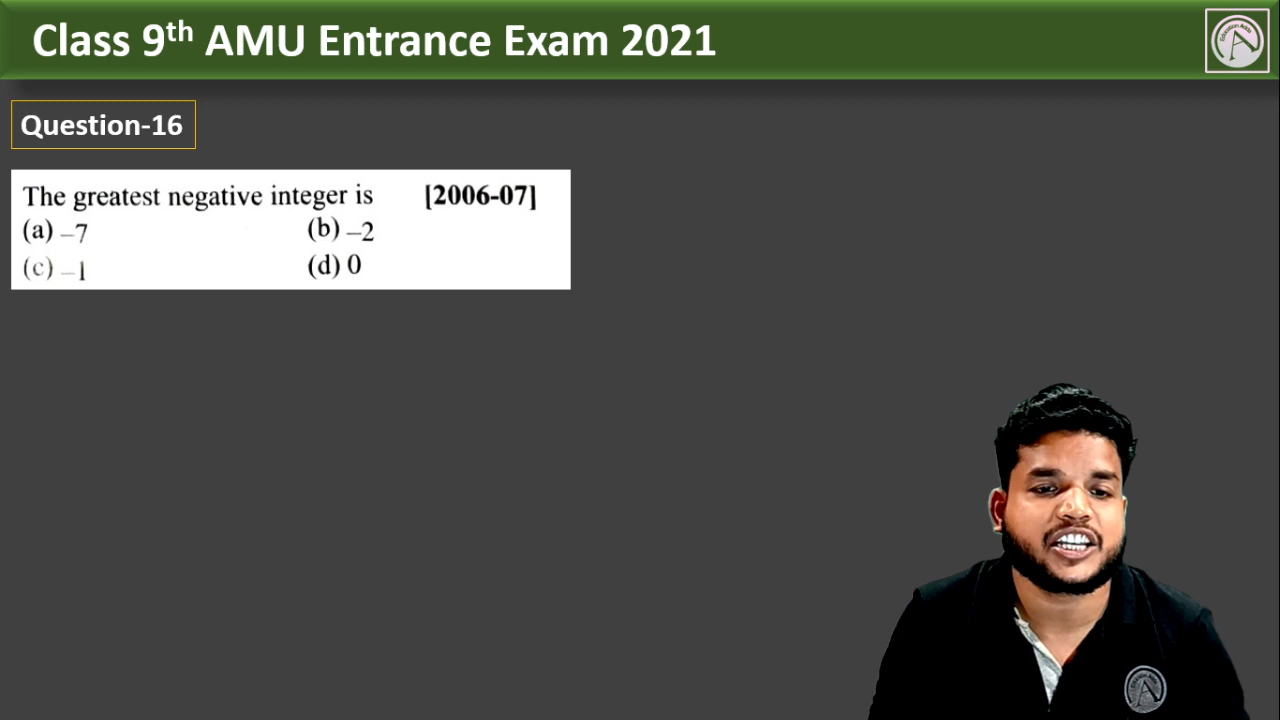 Class 9th AMU Entrance Exam 2021
Question-16
The greatest negative integer is [2006-07]
(a) –7 (b) –2
(c) –1 (d) 0